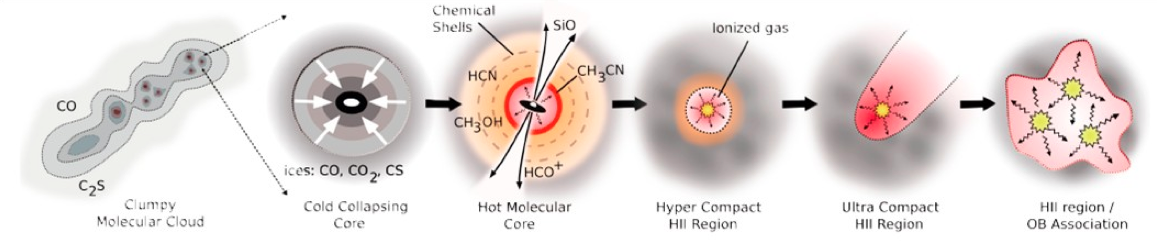 CO
C₂S
Clumpy
Molecular Cloud
ices: CO, CO₂, CS
Cold Collapsing
Core
Chemical
Shells
SiO
HCN
CH₃CN
CH₃OH
HCO⁺
Hot Molecular
Core
Ionized gas
Hyper Compact
HII Region
Ultra Compact
HII Region
HII region /
OB Association